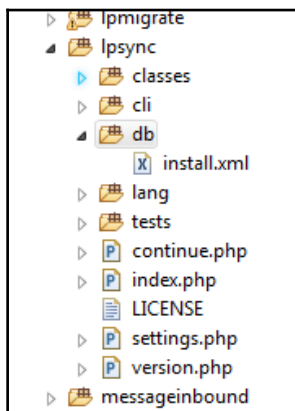 lpmigrate
lpsync
classes
cli
db
install.xml
lang
tests
continue.php
index.php
LICENSE
settings.php
version.php
messageinbound